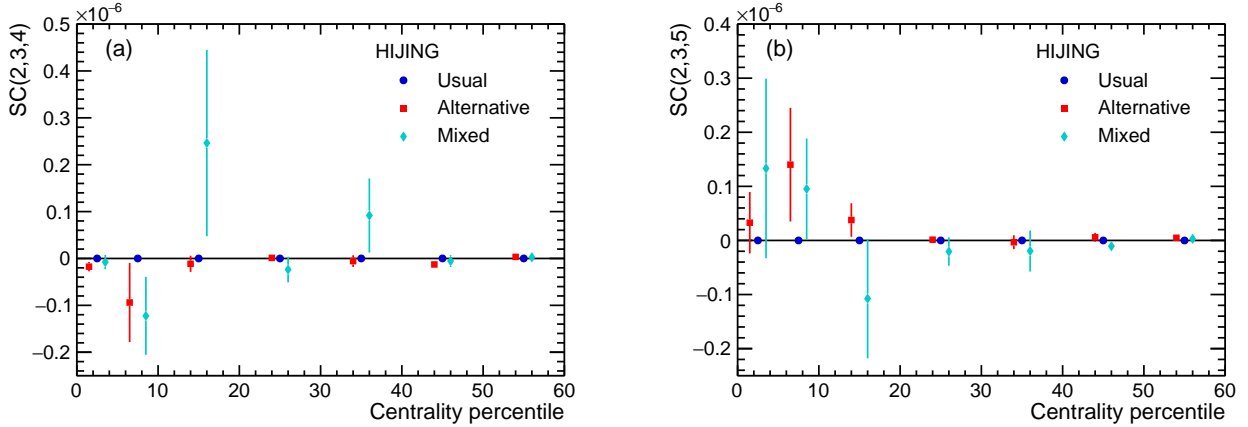 ×10⁻⁶
SC(2,3,4)
(a)
HIJING
Usual
Alternative
Mixed
0.5
0.4
0.3
0.2
0.1
0
−0.1
−0.2
0 10 20 30 40 50 60
Centrality percentile
×10⁻⁶
SC(2,3,5)
(b)
HIJING
Usual
Alternative
Mixed
0.4
0.3
0.2
0.1
0
−0.1
−0.2
0 10 20 30 40 50 60
Centrality percentile